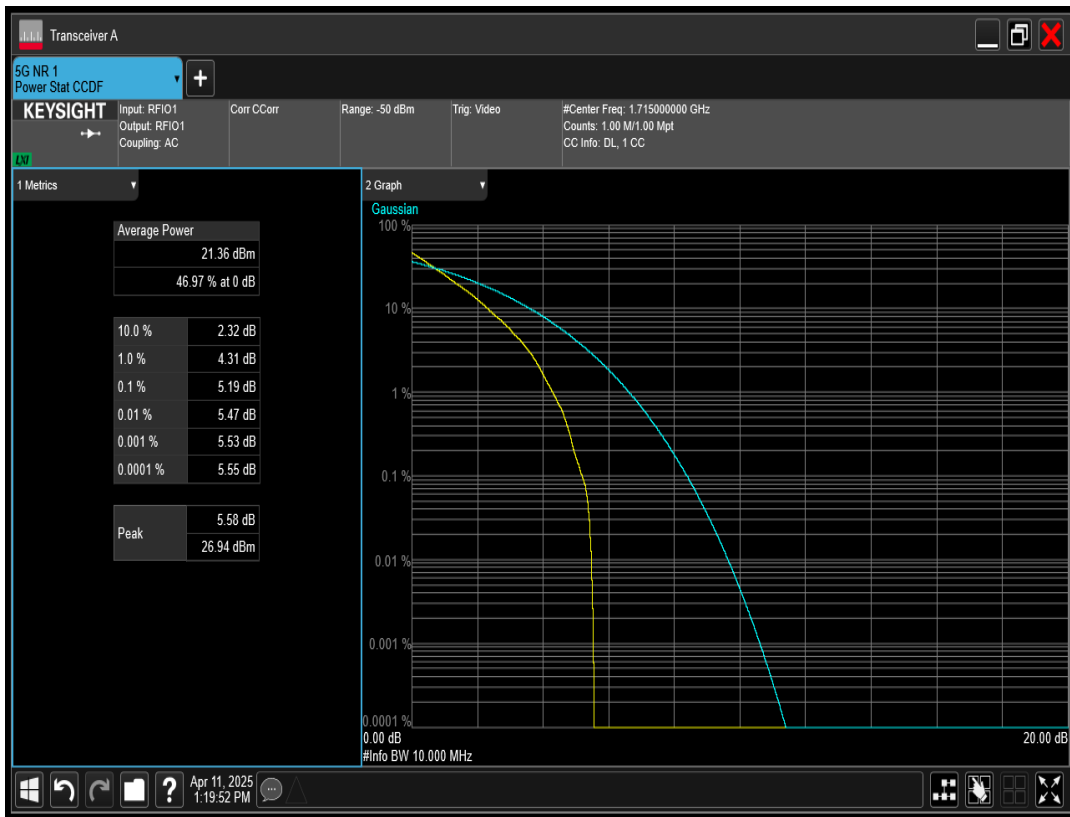 Transceiver A
5G NR 1
Power Stat CCDF
+
KEYSIGHT
LXI
Input: RFIO1
Output: RFIO1
Coupling: AC
Corr CCorr
Range: -50 dBm
Trig: Video
#Center Freq: 1.715000000 GHz
Counts: 1.00 M/1.00 Mpt
CC Info: DL, 1 CC
1 Metrics
Average Power
21.36 dBm
46.97 % at 0 dB
10.0 % 2.32 dB
1.0 % 4.31 dB
0.1 % 5.19 dB
0.01 % 5.47 dB
0.001 % 5.53 dB
0.0001 % 5.55 dB
Peak
5.58 dB
26.94 dBm
2 Graph
Gaussian
100 %
10 %
1 %
0.1 %
0.01 %
0.001 %
0.0001 %
0.00 dB 20.00 dB
#Info BW 10.000 MHz
?
Apr 11, 2025
1:19:52 PM